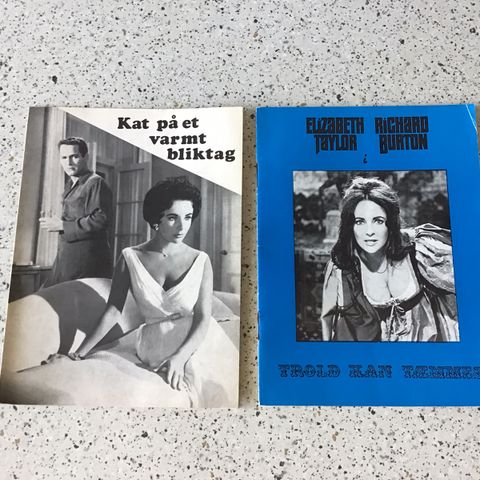 Kat på et
varmt
bliktag
ELIZABETH RICHARD
TAYLOR BURTON
i
TROLD KAN TÆMMES